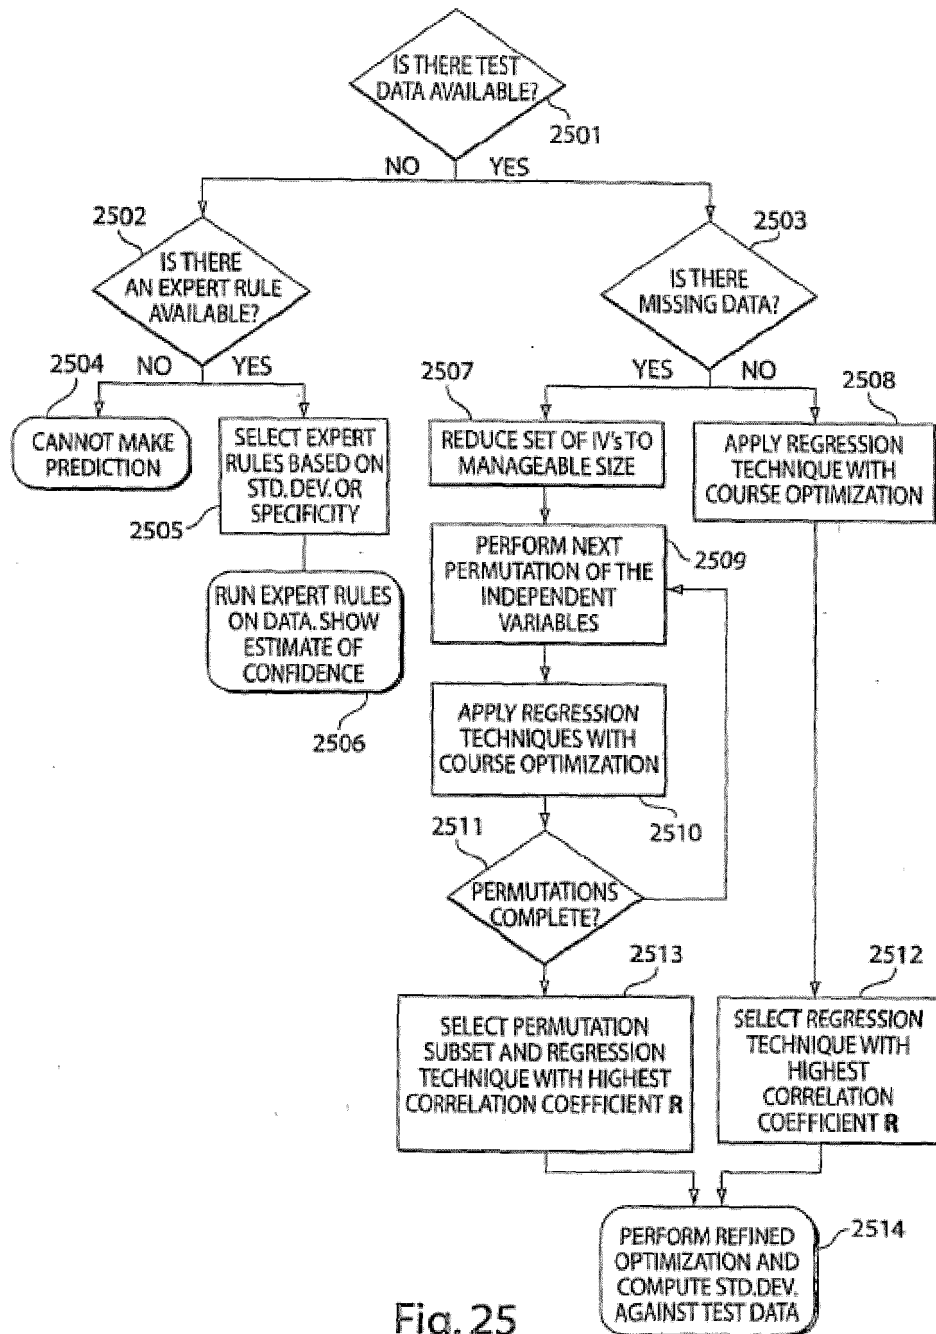 IS THERE TEST
DATA AVAILABLE?
2501
NO YES
2502
IS THERE
AN EXPERT RULE
AVAILABLE?
2503
IS THERE
MISSING DATA?
NO YES
2504
CANNOT MAKE
PREDICTION
SELECT EXPERT
RULES BASED ON
STD. DEV. OR
SPECIFICITY
2505
RUN EXPERT RULES
ON DATA. SHOW
ESTIMATE OF
CONFIDENCE
2506
YES NO
2507
REDUCE SET OF IV's TO
MANAGEABLE SIZE
2508
APPLY REGRESSION
TECHNIQUE WITH
COURSE OPTIMIZATION
PERFORM NEXT
PERMUTATION OF THE
INDEPENDENT
VARIABLES
2509
APPLY REGRESSION
TECHNIQUES WITH
COURSE OPTIMIZATION
2510
2511
PERMUTATIONS
COMPLETE?
2513
SELECT PERMUTATION
SUBSET AND REGRESSION
TECHNIQUE WITH HIGHEST
CORRELATION COEFFICIENT R
2512
SELECT REGRESSION
TECHNIQUE WITH
HIGHEST
CORRELATION
COEFFICIENT R
PERFORM REFINED
OPTIMIZATION AND
COMPUTE STD. DEV.
AGAINST TEST DATA
2514
Fig. 25